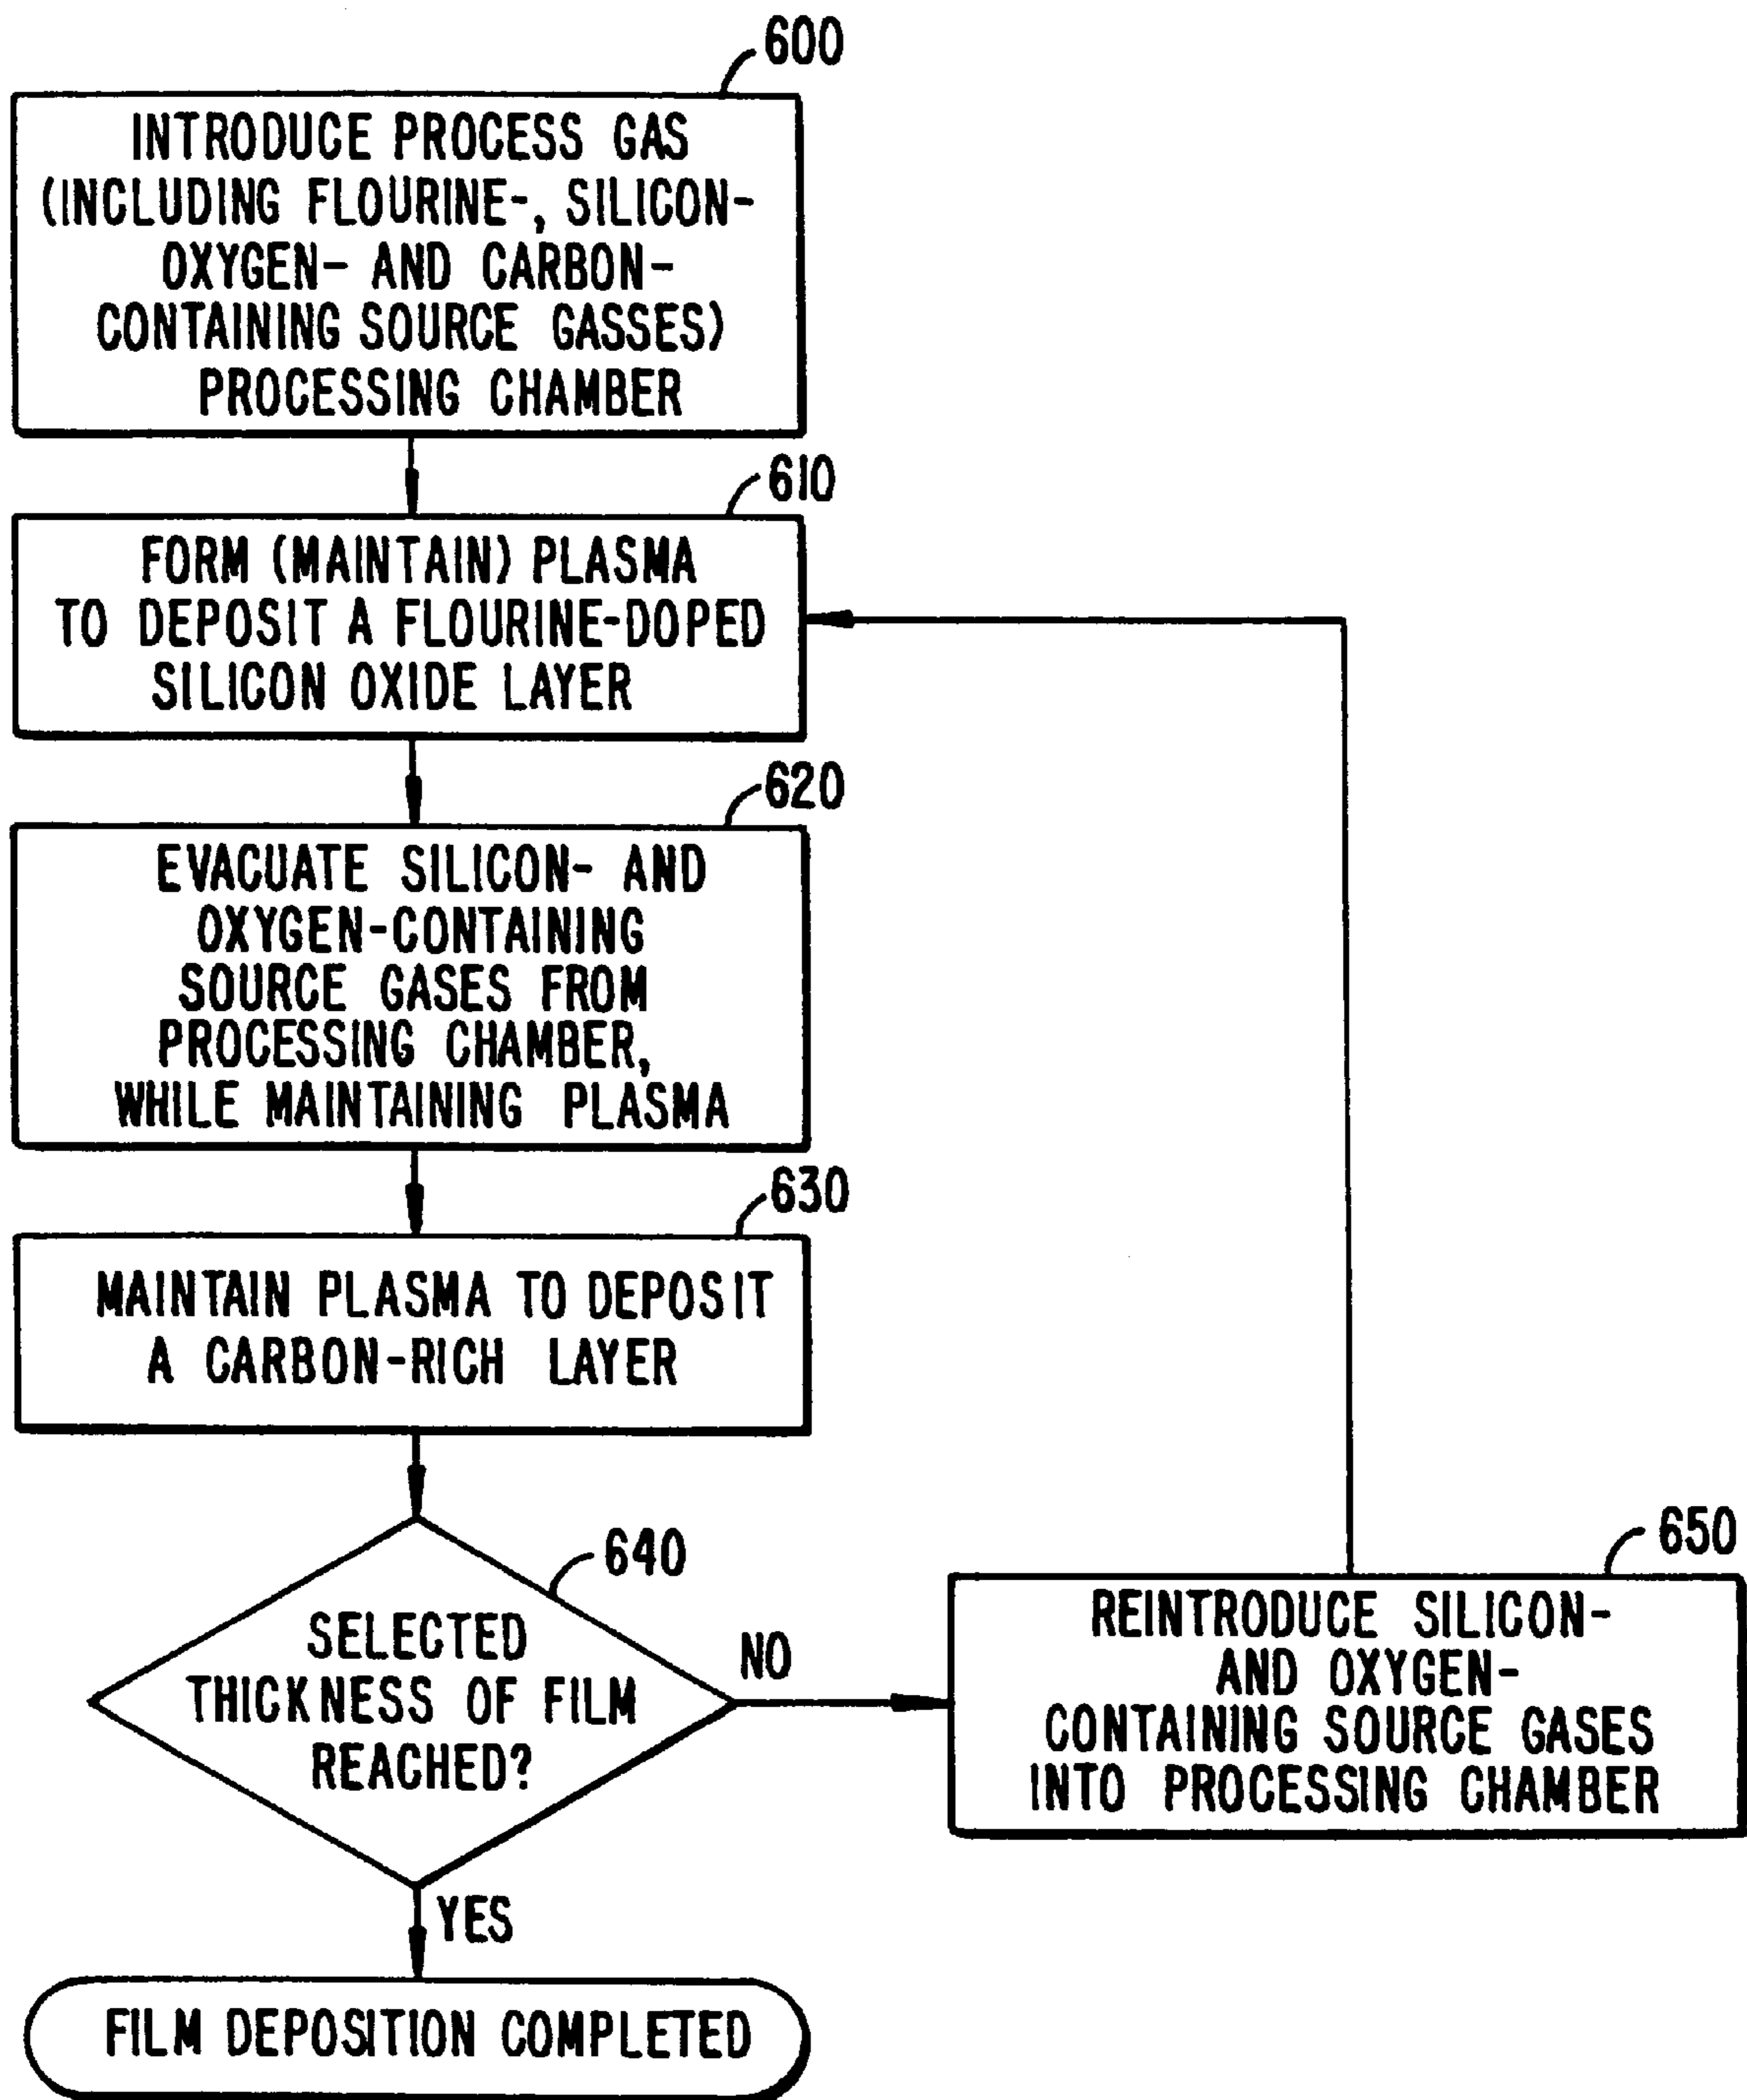 600
INTRODUCE PROCESS GAS
(INCLUDING FLOURINE-, SILICON-
OXYGEN- AND CARBON-
CONTAINING SOURCE GASSES)
PROCESSING CHAMBER
610
FORM (MAINTAIN) PLASMA
TO DEPOSIT A FLOURINE-DOPED
SILICON OXIDE LAYER
620
EVACUATE SILICON- AND
OXYGEN-CONTAINING
SOURCE GASES FROM
PROCESSING CHAMBER,
WHILE MAINTAINING PLASMA
630
MAINTAIN PLASMA TO DEPOSIT
A CARBON-RICH LAYER
640
SELECTED
THICKNESS OF FILM
REACHED?
NO
650
REINTRODUCE SILICON-
AND OXYGEN-
CONTAINING SOURCE GASES
INTO PROCESSING CHAMBER
YES
FILM DEPOSITION COMPLETED